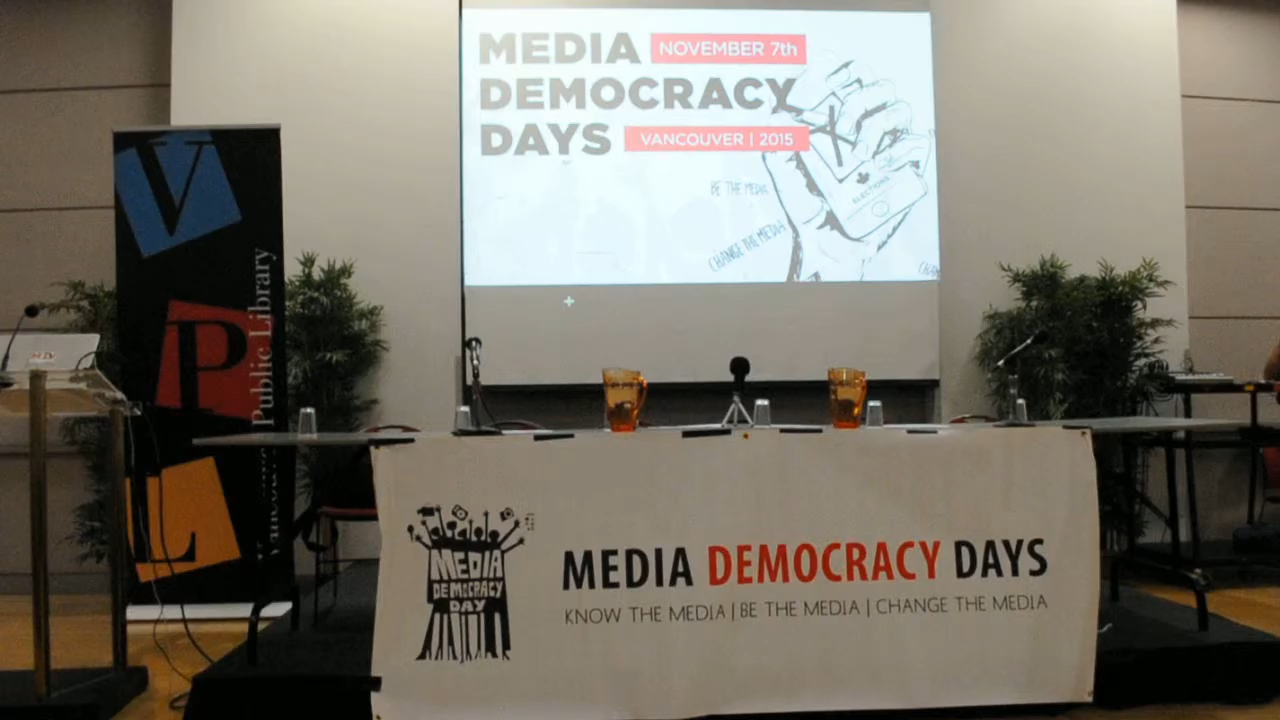 MEDIA NOVEMBER 7th
DEMOCRACY
DAYS VANCOUVER | 2015
BE THE MEDIA
CHANGE THE MEDIA
ELECTIONS
V
P
L
Vancouver Public Library
MEDIA
DEMOCRACY
DAY
MEDIA DEMOCRACY DAYS
KNOW THE MEDIA | BE THE MEDIA | CHANGE THE MEDIA